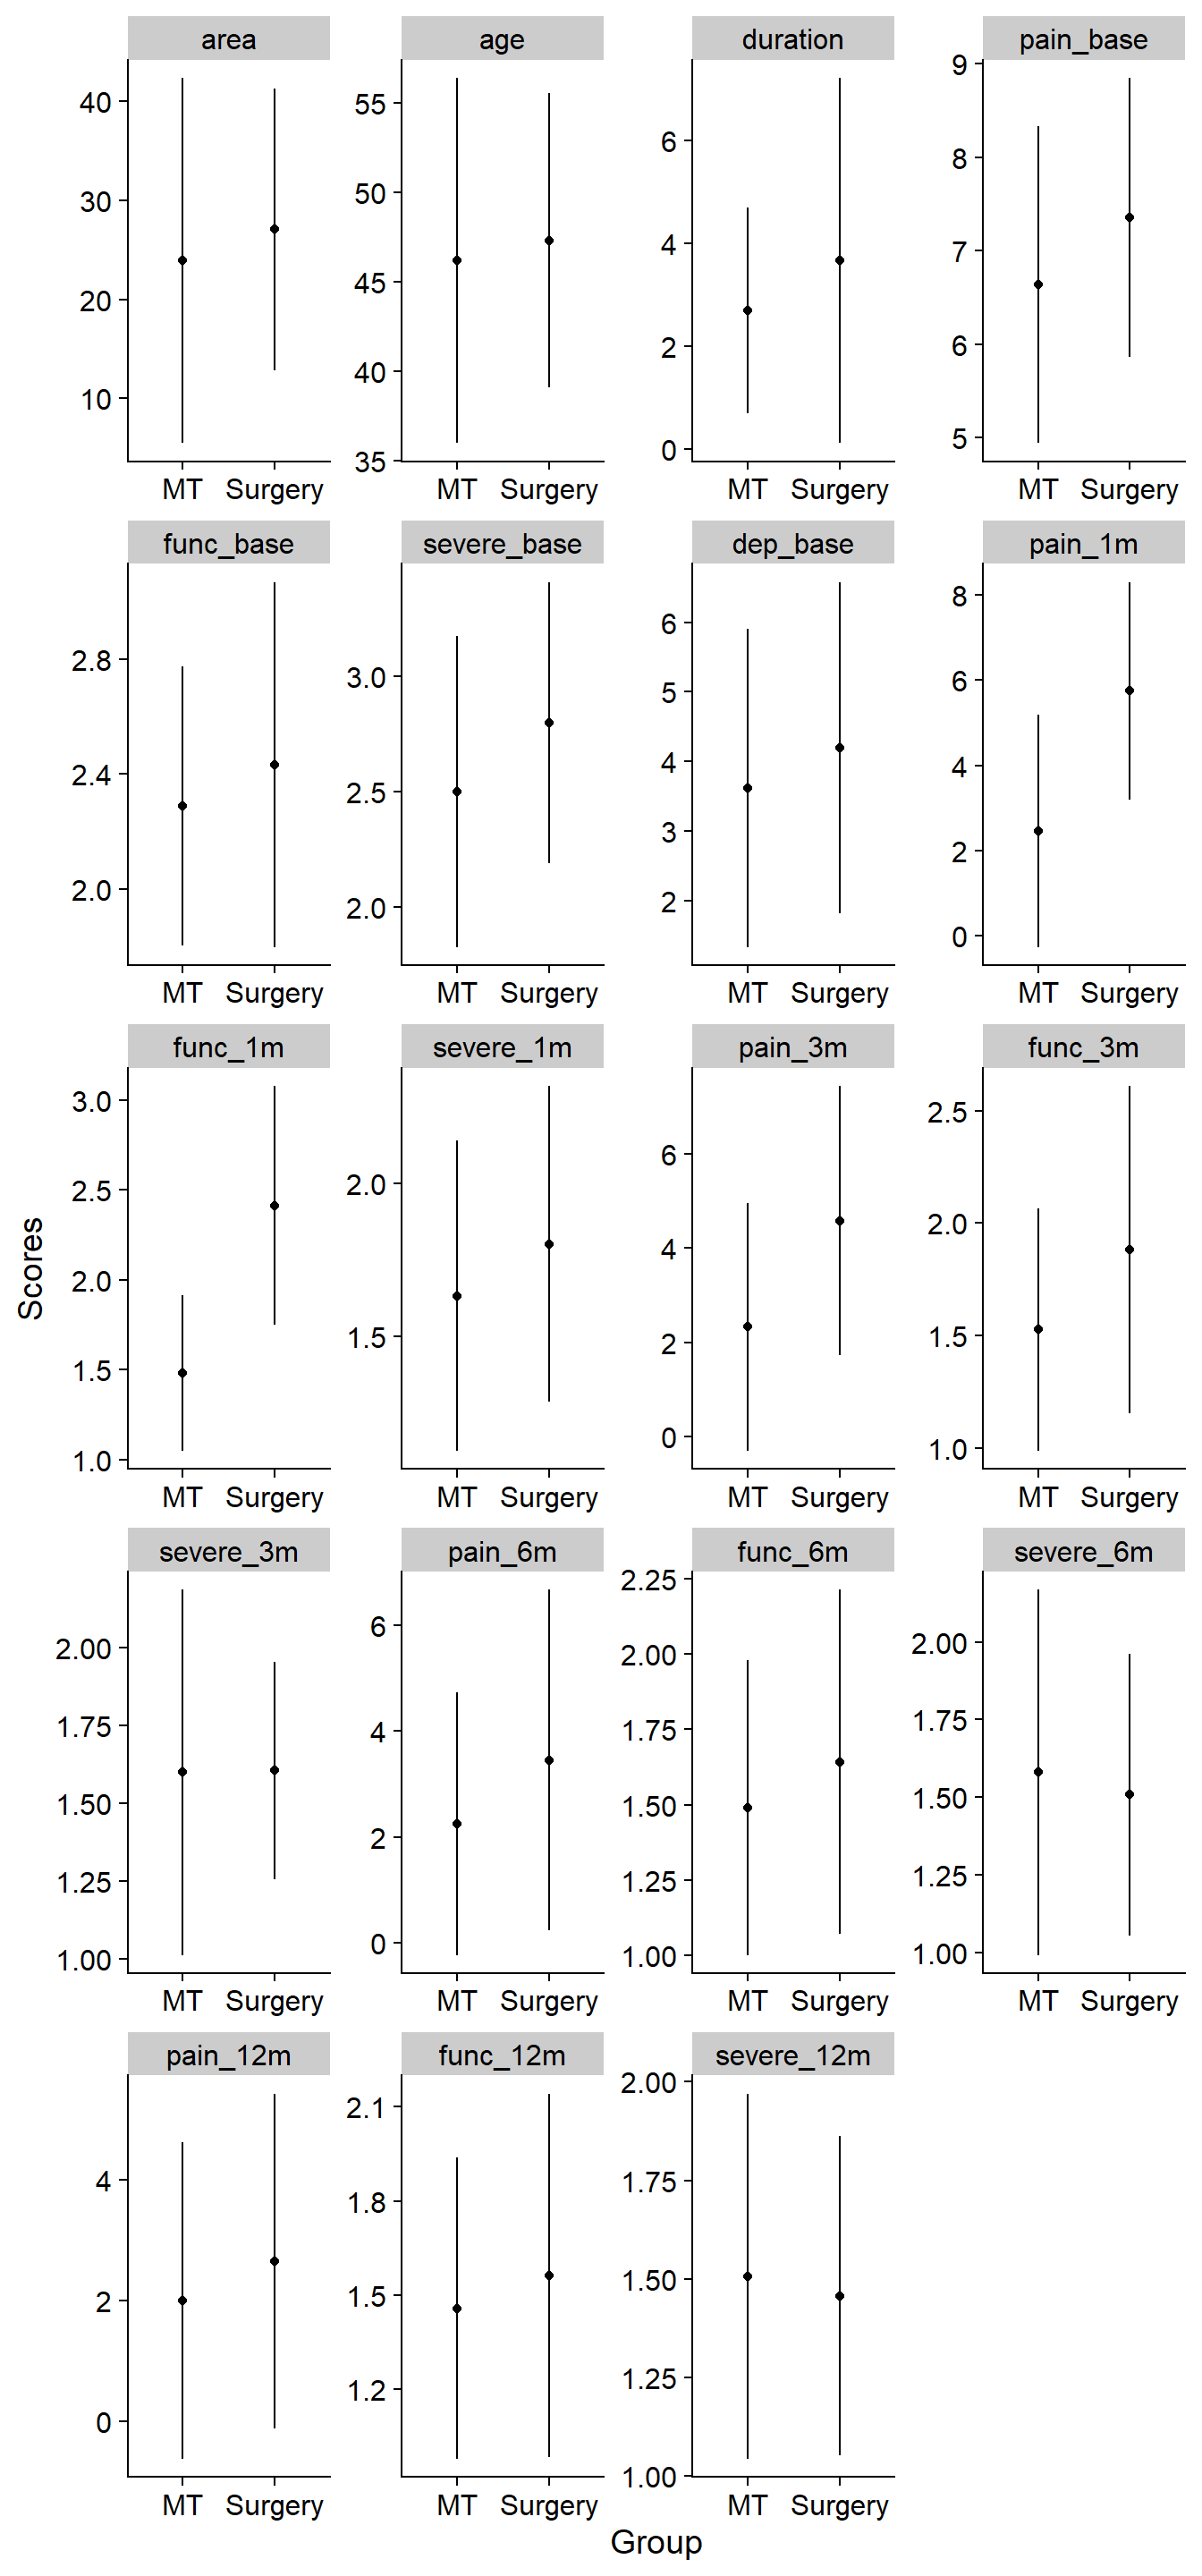 area age duration pain_base
40 30 20 10
55 50 45 40 35
6 4 2 0
9 8 7 6 5
MT Surgery MT Surgery MT Surgery MT Surgery
func_base severe_base dep_base pain_1m
2.8 2.4 2.0
3.0 2.5 2.0
6 5 4 3 2
8 6 4 2 0
MT Surgery MT Surgery MT Surgery MT Surgery
func_1m severe_1m pain_3m func_3m
Scores
3.0 2.5 2.0 1.5 1.0
2.0 1.5
6 4 2 0
2.5 2.0 1.5 1.0
MT Surgery MT Surgery MT Surgery MT Surgery
severe_3m pain_6m func_6m severe_6m
2.00 1.75 1.50 1.25 1.00
6 4 2 0
2.25 2.00 1.75 1.50 1.25 1.00
2.00 1.75 1.50 1.25 1.00
MT Surgery MT Surgery MT Surgery MT Surgery
pain_12m func_12m severe_12m
4 2 0
2.1 1.8 1.5 1.2
2.00 1.75 1.50 1.25 1.00
MT Surgery MT Surgery MT Surgery
Group